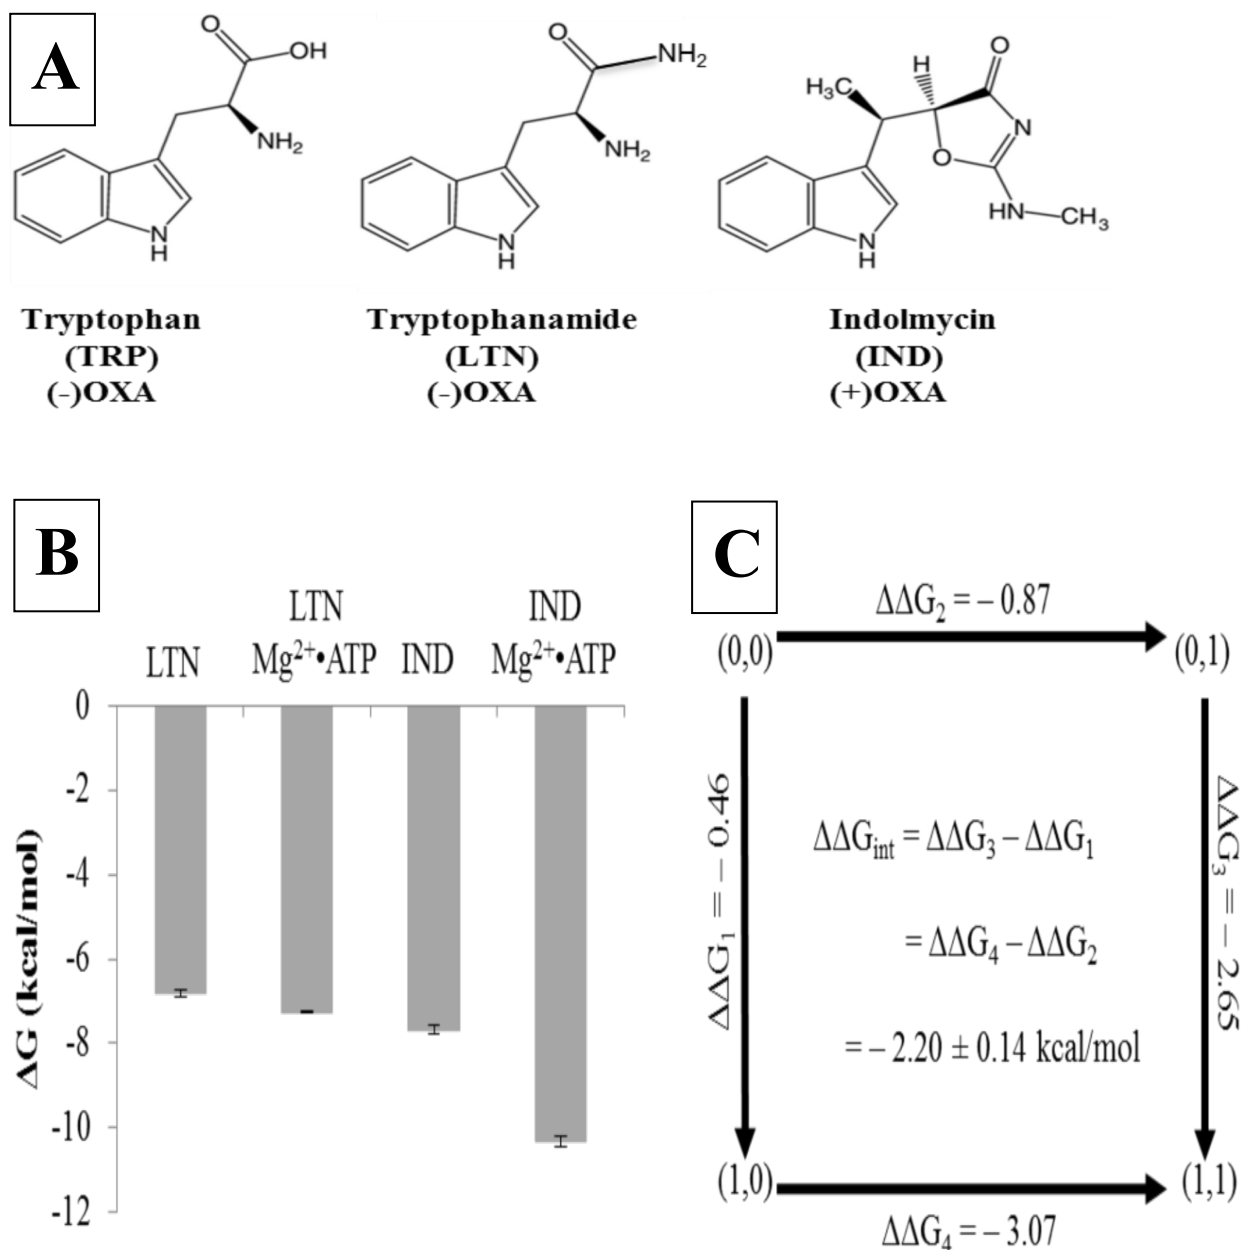 A
O
OH
NH₂
N
H
O
NH₂
NH₂
N
H
O
H
H₃C
N
O
HN
CH₃
N
H
Tryptophan
(TRP)
(-)OXA
Tryptophanamide
(LTN)
(-)OXA
Indolmycin
(IND)
(+)OXA
B
LTN
LTN
Mg²⁺•ATP
IND
IND
Mg²⁺•ATP
0
-2
-4
-6
-8
-10
-12
ΔG (kcal/mol)
C
ΔΔG₂ = – 0.87
(0,0)
(0,1)
ΔΔG₁ = – 0.46
ΔΔG₃ = – 2.65
ΔΔG_int = ΔΔG₃ – ΔΔG₁
= ΔΔG₄ – ΔΔG₂
= – 2.20 ± 0.14 kcal/mol
(1,0)
(1,1)
ΔΔG₄ = – 3.07